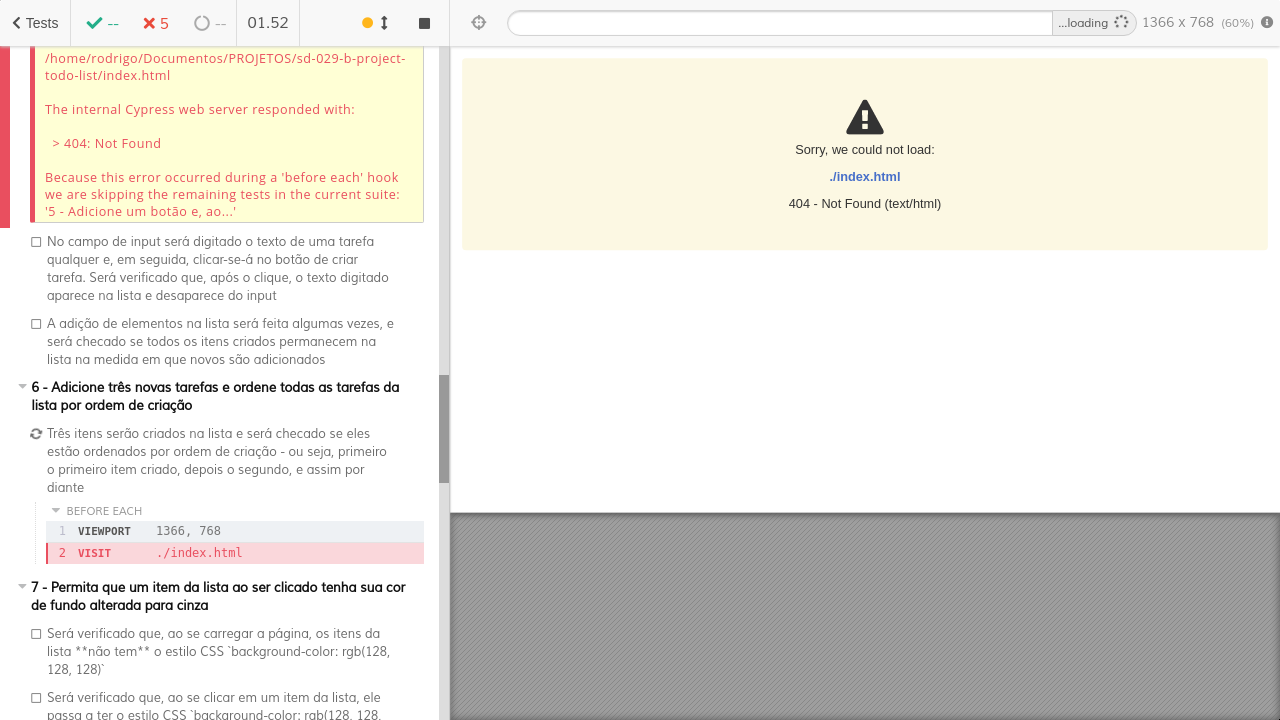 Tests
--
5
--
01.52
...loading
1366 x 768 (60%)
/home/rodrigo/Documentos/PROJETOS/sd-029-b-project-
todo-list/index.html
The internal Cypress web server responded with:
> 404: Not Found
Because this error occurred during a 'before each' hook
we are skipping the remaining tests in the current suite:
'5 - Adicione um botão e, ao...'
No campo de input será digitado o texto de uma tarefa
qualquer e, em seguida, clicar-se-á no botão de criar
tarefa. Será verificado que, após o clique, o texto digitado
aparece na lista e desaparece do input
A adição de elementos na lista será feita algumas vezes, e
será checado se todos os itens criados permanecem na
lista na medida em que novos são adicionados
6 - Adicione três novas tarefas e ordene todas as tarefas da
lista por ordem de criação
Três itens serão criados na lista e será checado se eles
estão ordenados por ordem de criação - ou seja, primeiro
o primeiro item criado, depois o segundo, e assim por
diante
BEFORE EACH
1 VIEWPORT 1366, 768
2 VISIT ./index.html
7 - Permita que um item da lista ao ser clicado tenha sua cor
de fundo alterada para cinza
Será verificado que, ao se carregar a página, os itens da
lista **não tem** o estilo CSS `background-color: rgb(128,
128, 128)`
Será verificado que, ao se clicar em um item da lista, ele
passa a ter o estilo CSS `background-color: rgb(128, 128,
Sorry, we could not load:
./index.html
404 - Not Found (text/html)